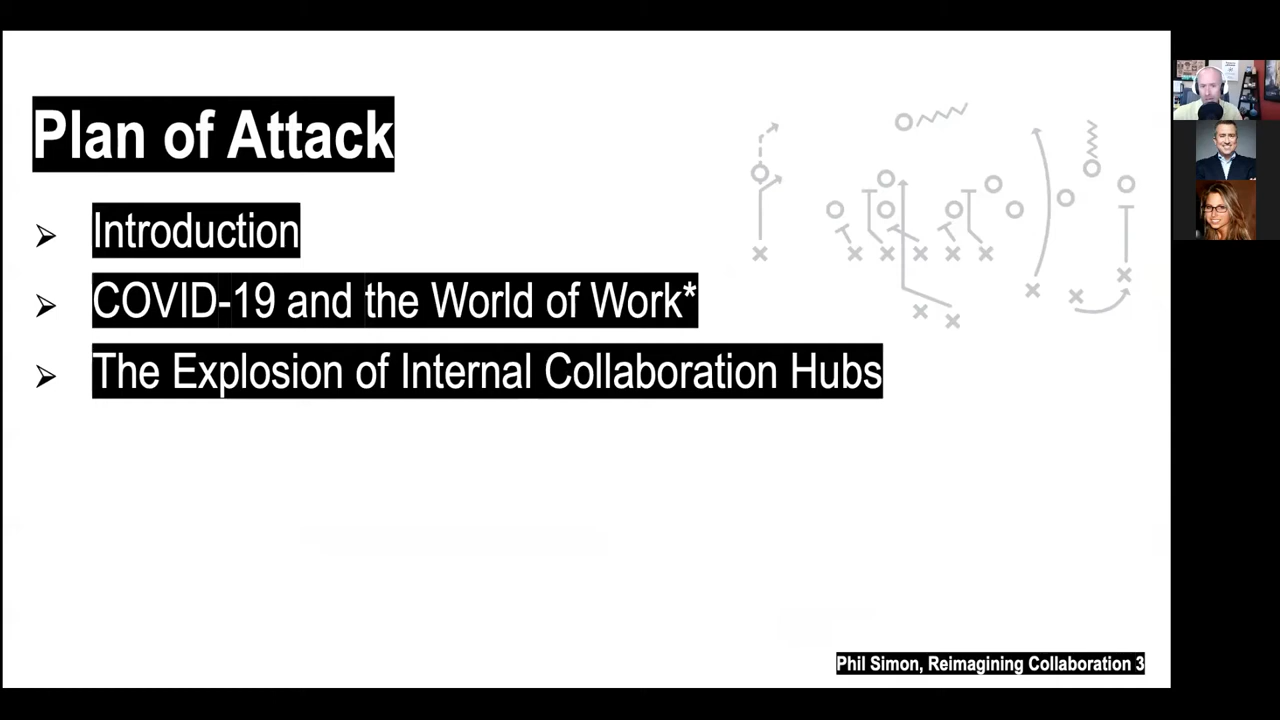 Plan of Attack
Introduction
COVID-19 and the World of Work*
The Explosion of Internal Collaboration Hubs
Phil Simon, Reimagining Collaboration 3